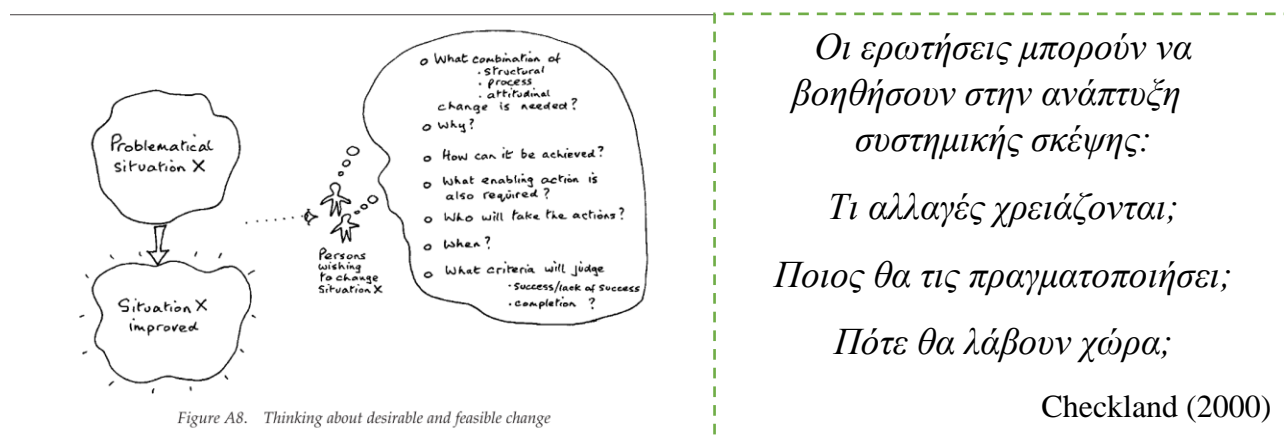 Problematical
situation X
Situation X
improved
Persons
wishing
to change
Situation X
o What combination of
· structural
· process
· attitudinal
change is needed?
o Why?
o How can it be achieved?
o What enabling action is
also required?
o Who will take the actions?
o When?
o What criteria will judge
· success/lack of success
· completion ?
Figure A8. Thinking about desirable and feasible change
Οι ερωτήσεις μπορούν να
βοηθήσουν στην ανάπτυξη
συστημικής σκέψης:
Τι αλλαγές χρειάζονται;
Ποιος θα τις πραγματοποιήσει;
Πότε θα λάβουν χώρα;
Checkland (2000)